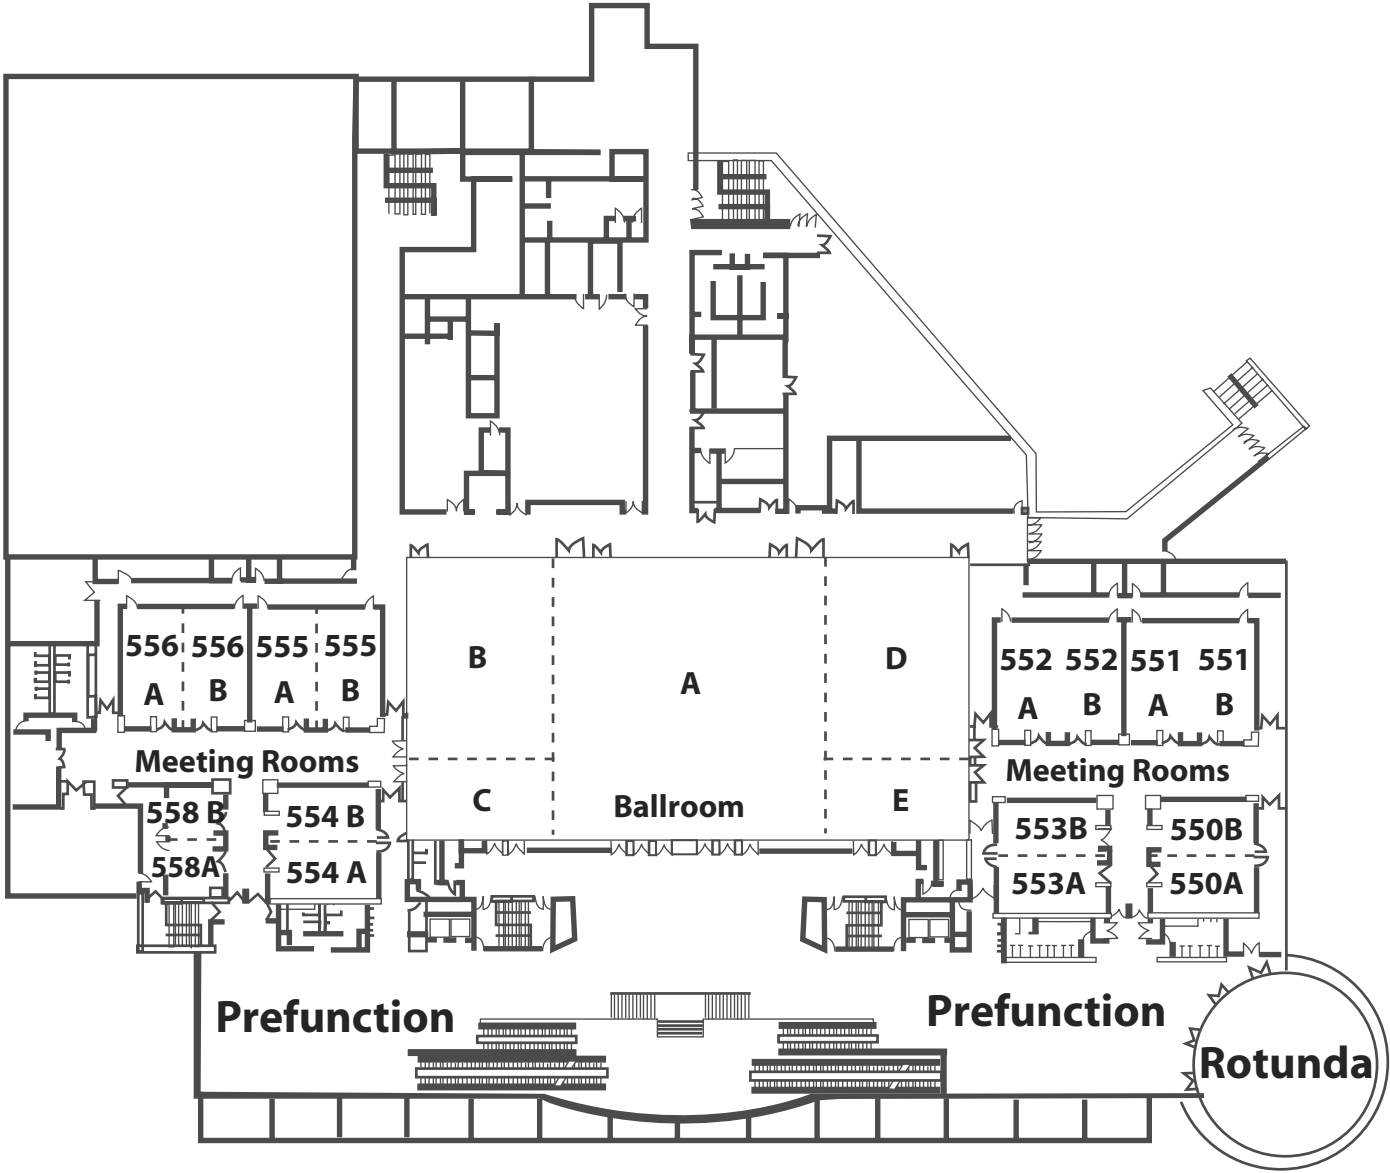 556 556 555 555
A B A B
B A D
552 552 551 551
A B A B
Meeting Rooms
Meeting Rooms
C Ballroom E
558 B 554 B
558A 554 A
553B 550B
553A 550A
Prefunction
Prefunction
Rotunda